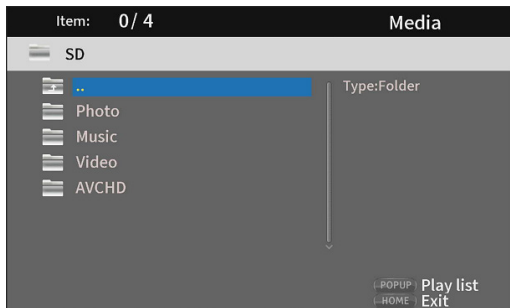 Item: 0/ 4 Media
SD
..
Type:Folder
Photo
Music
Video
AVCHD
POPUP Play list
HOME Exit